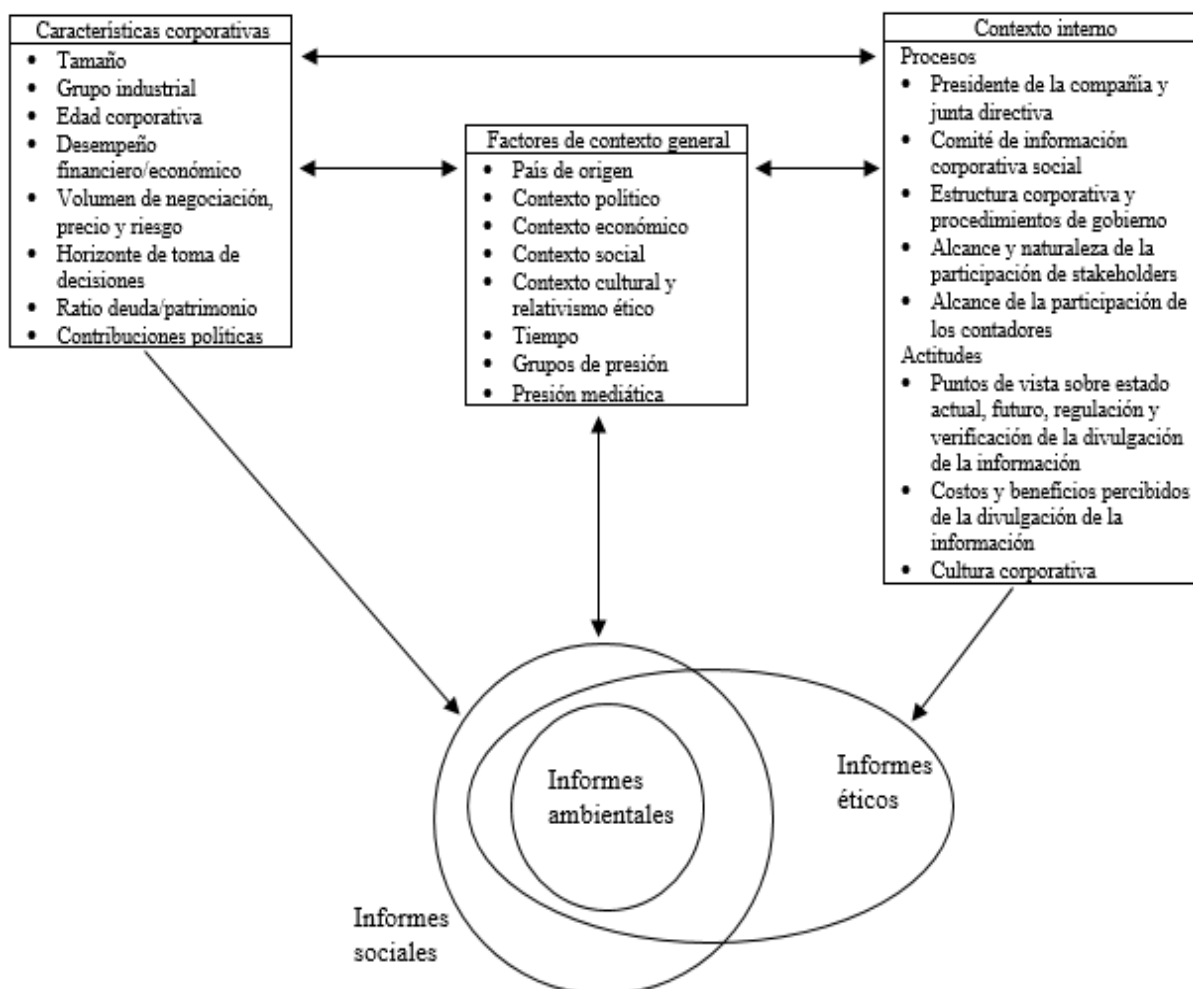 Características corporativas
• Tamaño
• Grupo industrial
• Edad corporativa
• Desempeño
financiero/económico
• Volumen de negociación,
precio y riesgo
• Horizonte de toma de
decisiones
• Ratio deuda/patrimonio
• Contribuciones políticas
Factores de contexto general
• País de origen
• Contexto político
• Contexto económico
• Contexto social
• Contexto cultural y
relativismo ético
• Tiempo
• Grupos de presión
• Presión mediática
Contexto interno
Procesos
• Presidente de la compañía y
junta directiva
• Comité de información
corporativa social
• Estructura corporativa y
procedimientos de gobierno
• Alcance y naturaleza de la
participación de stakeholders
• Alcance de la participación de
los contadores
Actitudes
• Puntos de vista sobre estado
actual, futuro, regulación y
verificación de la divulgación
de la información
• Costos y beneficios percibidos
de la divulgación de la
información
• Cultura corporativa
Informes
ambientales
Informes
éticos
Informes
sociales